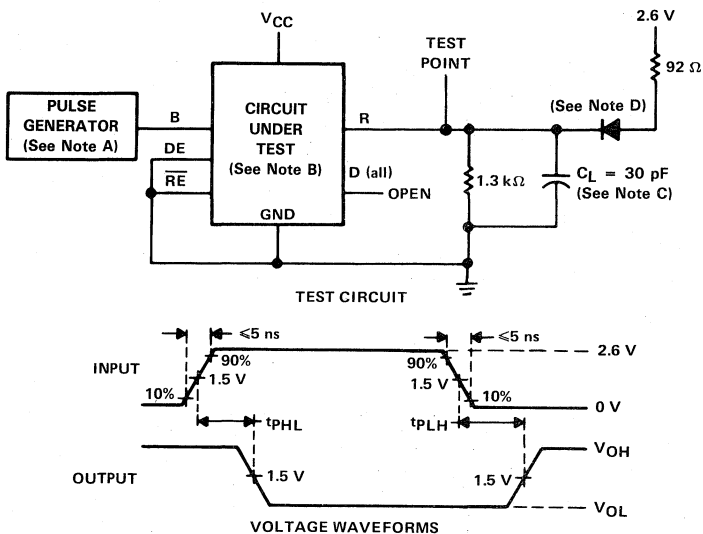 VCC
2.6 V
TEST
POINT
92 Ω
PULSE
GENERATOR
(See Note A)
B
DE
RE
CIRCUIT
UNDER
TEST
(See Note B)
GND
R
D (all)
OPEN
(See Note D)
1.3 kΩ
CL = 30 pF
(See Note C)
TEST CIRCUIT
≤5 ns
≤5 ns
INPUT
10%
90%
1.5 V
90%
1.5 V
10%
2.6 V
0 V
tPHL
tPLH
OUTPUT
1.5 V
1.5 V
VOH
VOL
VOLTAGE WAVEFORMS